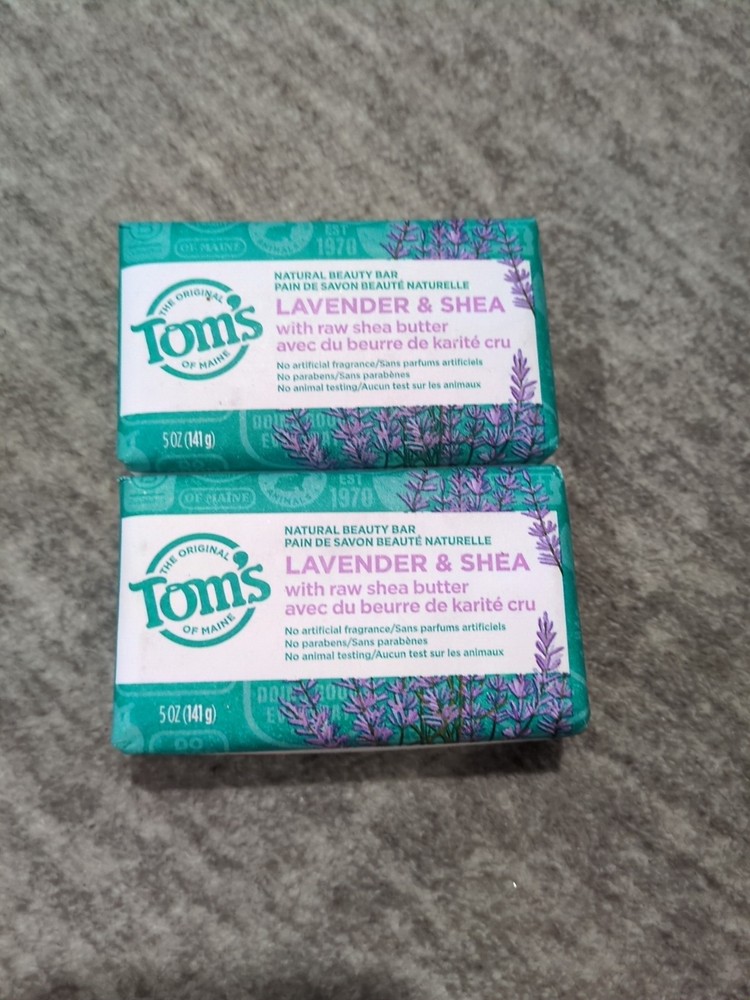 OF MAINE
EST
1970
THE ORIGINAL
Tom's
OF MAINE
NATURAL BEAUTY BAR
PAIN DE SAVON BEAUTÉ NATURELLE
LAVENDER & SHEA
with raw shea butter
avec du beurre de karité cru
No artificial fragrance/Sans parfums artificiels
No parabens/Sans parabènes
No animal testing/Aucun test sur les animaux
5 OZ (141 g)
OF MAINE
ANIMALS
EST
1970
THE ORIGINAL
Tom's
OF MAINE
NATURAL BEAUTY BAR
PAIN DE SAVON BEAUTÉ NATURELLE
LAVENDER & SHEA
with raw shea butter
avec du beurre de karité cru
No artificial fragrance/Sans parfums artificiels
No parabens/Sans parabènes
No animal testing/Aucun test sur les animaux
5 OZ (141 g)